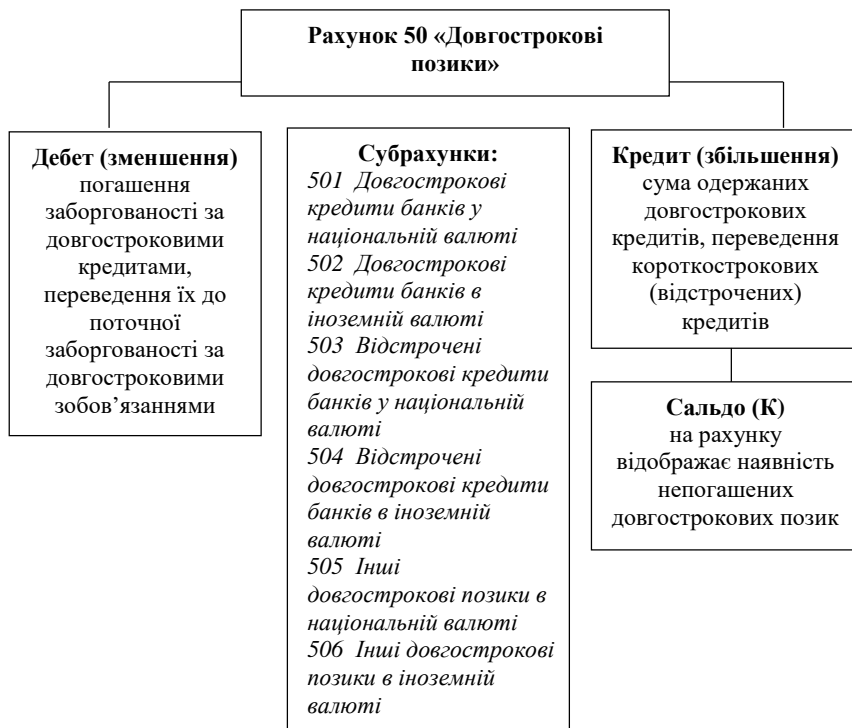 Рахунок 50 «Довгострокові
позики»
Дебет (зменшення)
погашення
заборгованості за
довгостроковими
кредитами,
переведення їх до
поточної
заборгованості за
довгостроковими
зобов’язаннями
Субрахунки:
501 Довгострокові
кредити банків у
національній валюті
502 Довгострокові
кредити банків в
іноземній валюті
503 Відстрочені
довгострокові кредити
банків у національній
валюті
504 Відстрочені
довгострокові кредити
банків в іноземній
валюті
505 Інші
довгострокові позики в
національній валюті
506 Інші довгострокові
позики в іноземній
валюті
Кредит (збільшення)
сума одержаних
довгострокових
кредитів, переведення
короткострокових
(відстрочених)
кредитів
Сальдо (К)
на рахунку
відображає наявність
непогашених
довгострокових позик